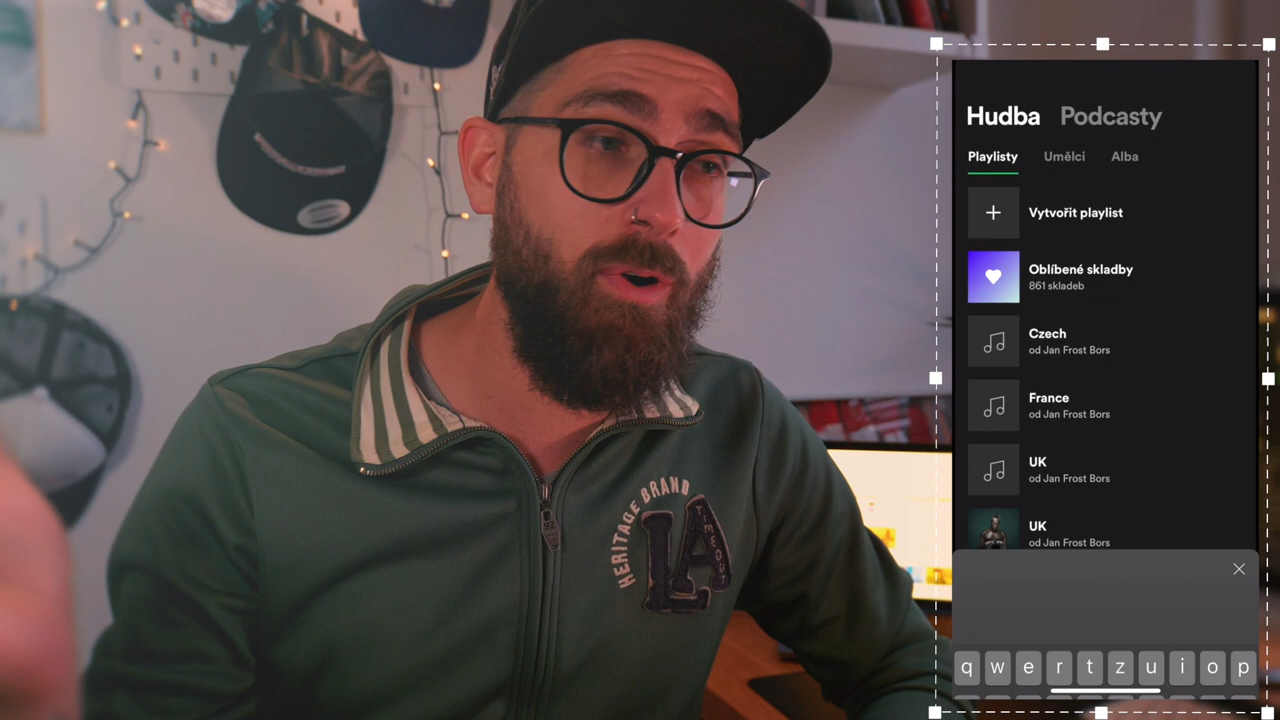 HERITAGE BRAND
LA
TIMEOUT
Hudba Podcasty
Playlisty Umělci Alba
Vytvořit playlist
Oblíbené skladby
861 skladeb
Czech
od Jan Frost Bors
France
od Jan Frost Bors
UK
od Jan Frost Bors
UK
od Jan Frost Bors
q w e r t z u i o p